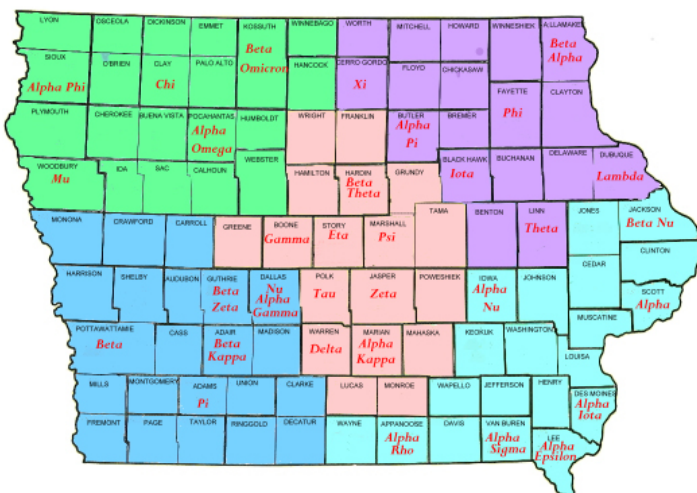 LYON
OSCEOLA
DICKINSON
EMMET
KOSSUTH
Beta
Omicron
WINNEBAGO
WORTH
MITCHELL
HOWARD
WINNESHIEK
ALLAMAKEE
Beta
Alpha
SIOUX
Alpha Phi
O'BRIEN
CLAY
Chi
PALO ALTO
HANCOCK
CERRO GORDO
Xi
FLOYD
CHICKASAW
FAYETTE
Phi
CLAYTON
PLYMOUTH
CHEROKEE
BUENA VISTA
POCAHANTAS
Alpha
Omega
HUMBOLDT
WRIGHT
FRANKLIN
BUTLER
Alpha
Pi
BREMER
WOODBURY
Mu
IDA
SAC
CALHOUN
WEBSTER
HAMILTON
HARDIN
Beta
Theta
GRUNDY
BLACK HAWK
Iota
BUCHANAN
DELAWARE
DUBUQUE
Lambda
MONONA
CRAWFORD
CARROLL
GREENE
BOONE
Gamma
STORY
Eta
MARSHALL
Psi
TAMA
BENTON
LINN
Theta
JONES
JACKSON
Beta Nu
CLINTON
HARRISON
SHELBY
AUDUBON
GUTHRIE
Beta
Zeta
DALLAS
Nu
Alpha
Gamma
POLK
Tau
JASPER
Zeta
POWESHIEK
IOWA
Alpha
Nu
JOHNSON
CEDAR
SCOTT
Alpha
MUSCATINE
POTTAWATTAMIE
Beta
CASS
ADAIR
Beta
Kappa
MADISON
WARREN
Delta
MARIAN
Alpha
Kappa
MAHASKA
KEOKUK
WASHINGTON
LOUISA
MILLS
MONTGOMERY
ADAMS
Pi
UNION
CLARKE
LUCAS
MONROE
WAPELLO
JEFFERSON
HENRY
DES MOINES
Alpha
Iota
FREMONT
PAGE
TAYLOR
RINGGOLD
DECATUR
WAYNE
APPANOOSE
Alpha
Rho
DAVIS
VAN BUREN
Alpha
Sigma
LEE
Alpha
Epsilon